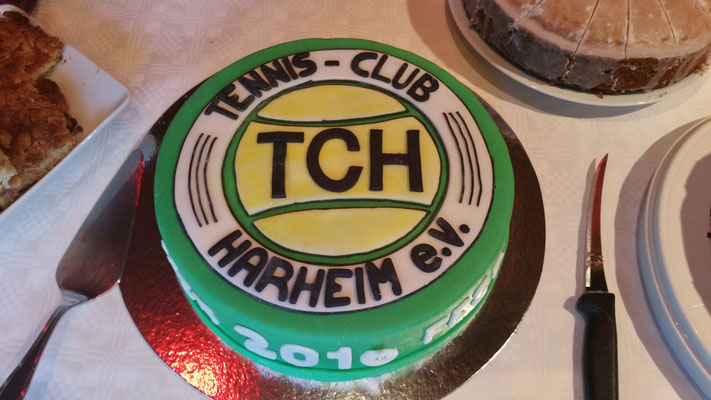 TENNIS - CLUB
TCH
HARHEIM e.V.
2016